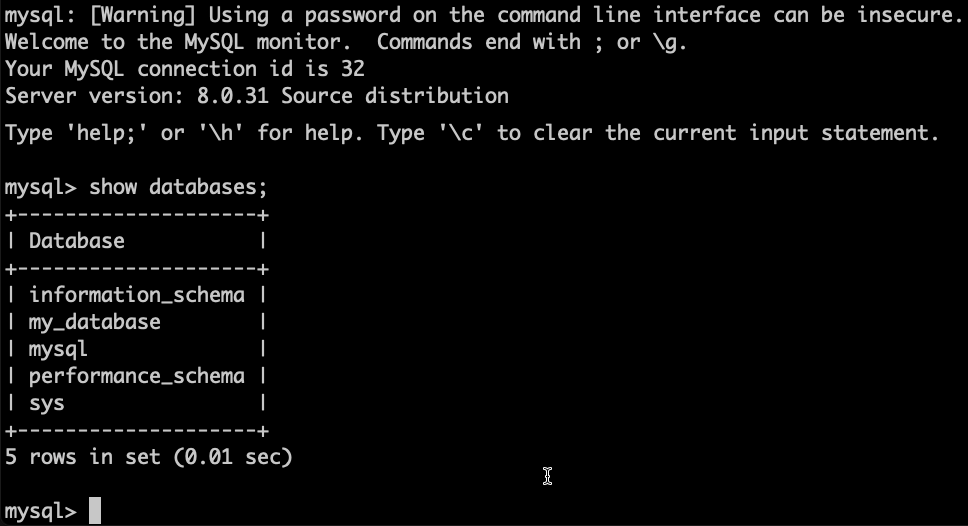 mysql: [Warning] Using a password on the command line interface can be insecure.
Welcome to the MySQL monitor.  Commands end with ; or \g.
Your MySQL connection id is 32
Server version: 8.0.31 Source distribution
Type 'help;' or '\h' for help. Type '\c' to clear the current input statement.
mysql> show databases;
+--------------------+
| Database           |
+--------------------+
| information_schema |
| my_database        |
| mysql              |
| performance_schema |
| sys                |
+--------------------+
5 rows in set (0.01 sec)
mysql>